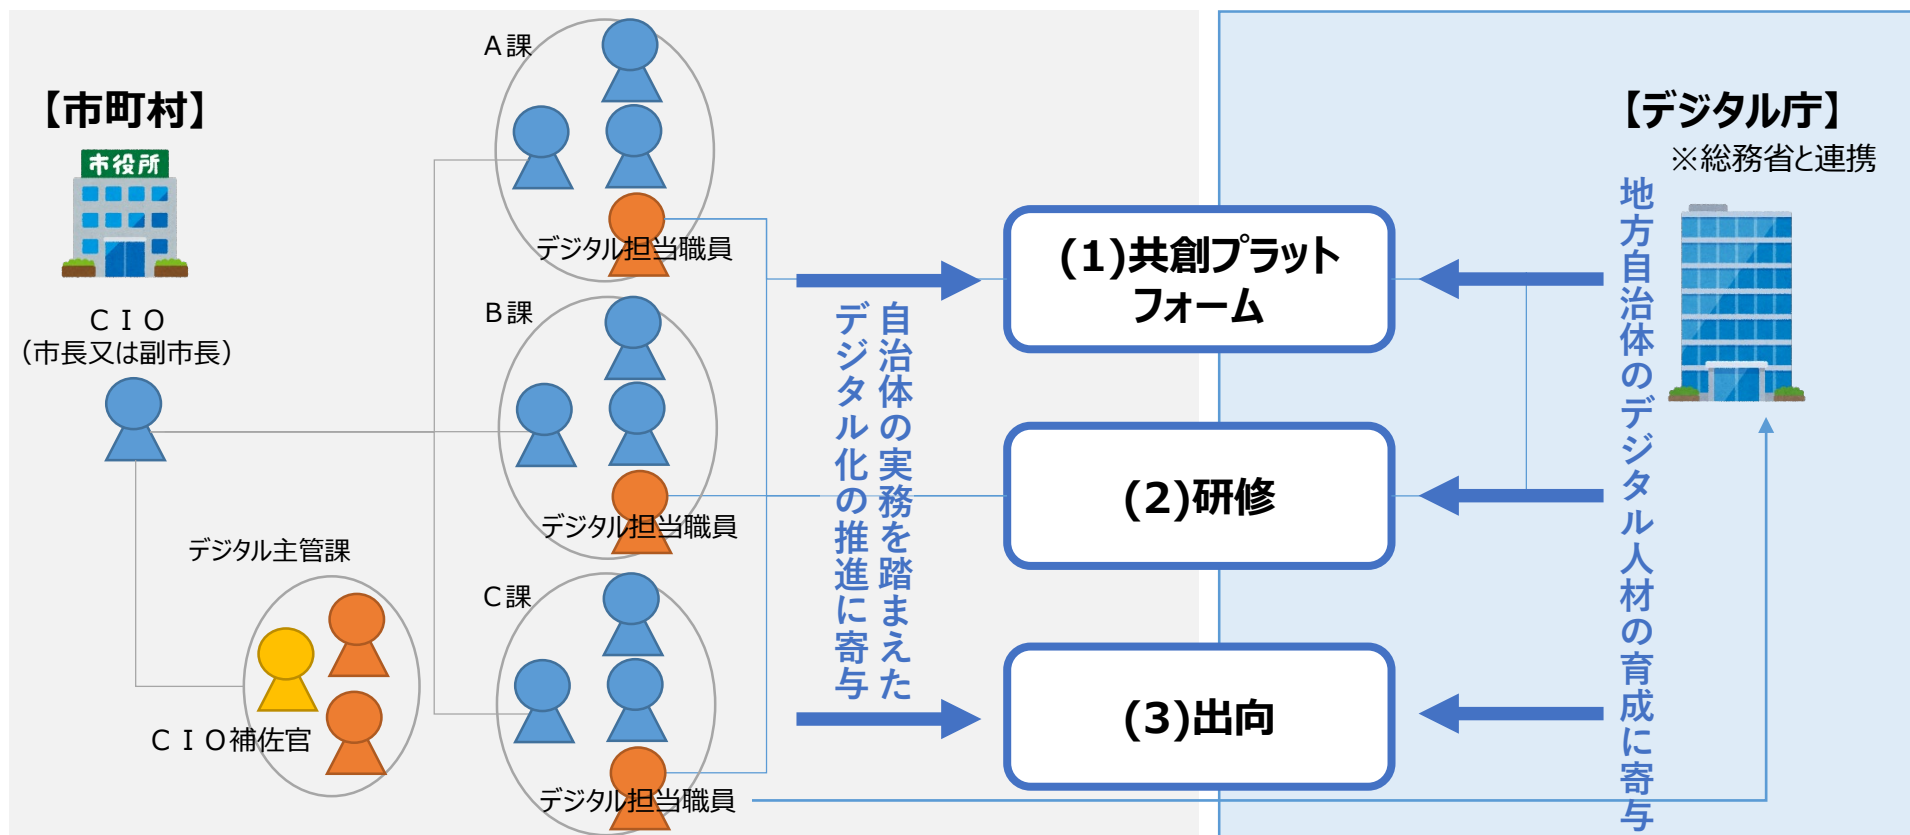 【市町村】
市役所
ＣＩＯ
（市長又は副市長）
デジタル主管課
ＣＩＯ補佐官
Ａ課
デジタル担当職員
Ｂ課
デジタル担当職員
Ｃ課
デジタル担当職員
自治体の実務を踏まえた
デジタル化の推進に寄与
(1)共創プラット
フォーム
(2)研修
(3)出向
【デジタル庁】
※総務省と連携
地方自治体のデジタル人材の育成に寄与